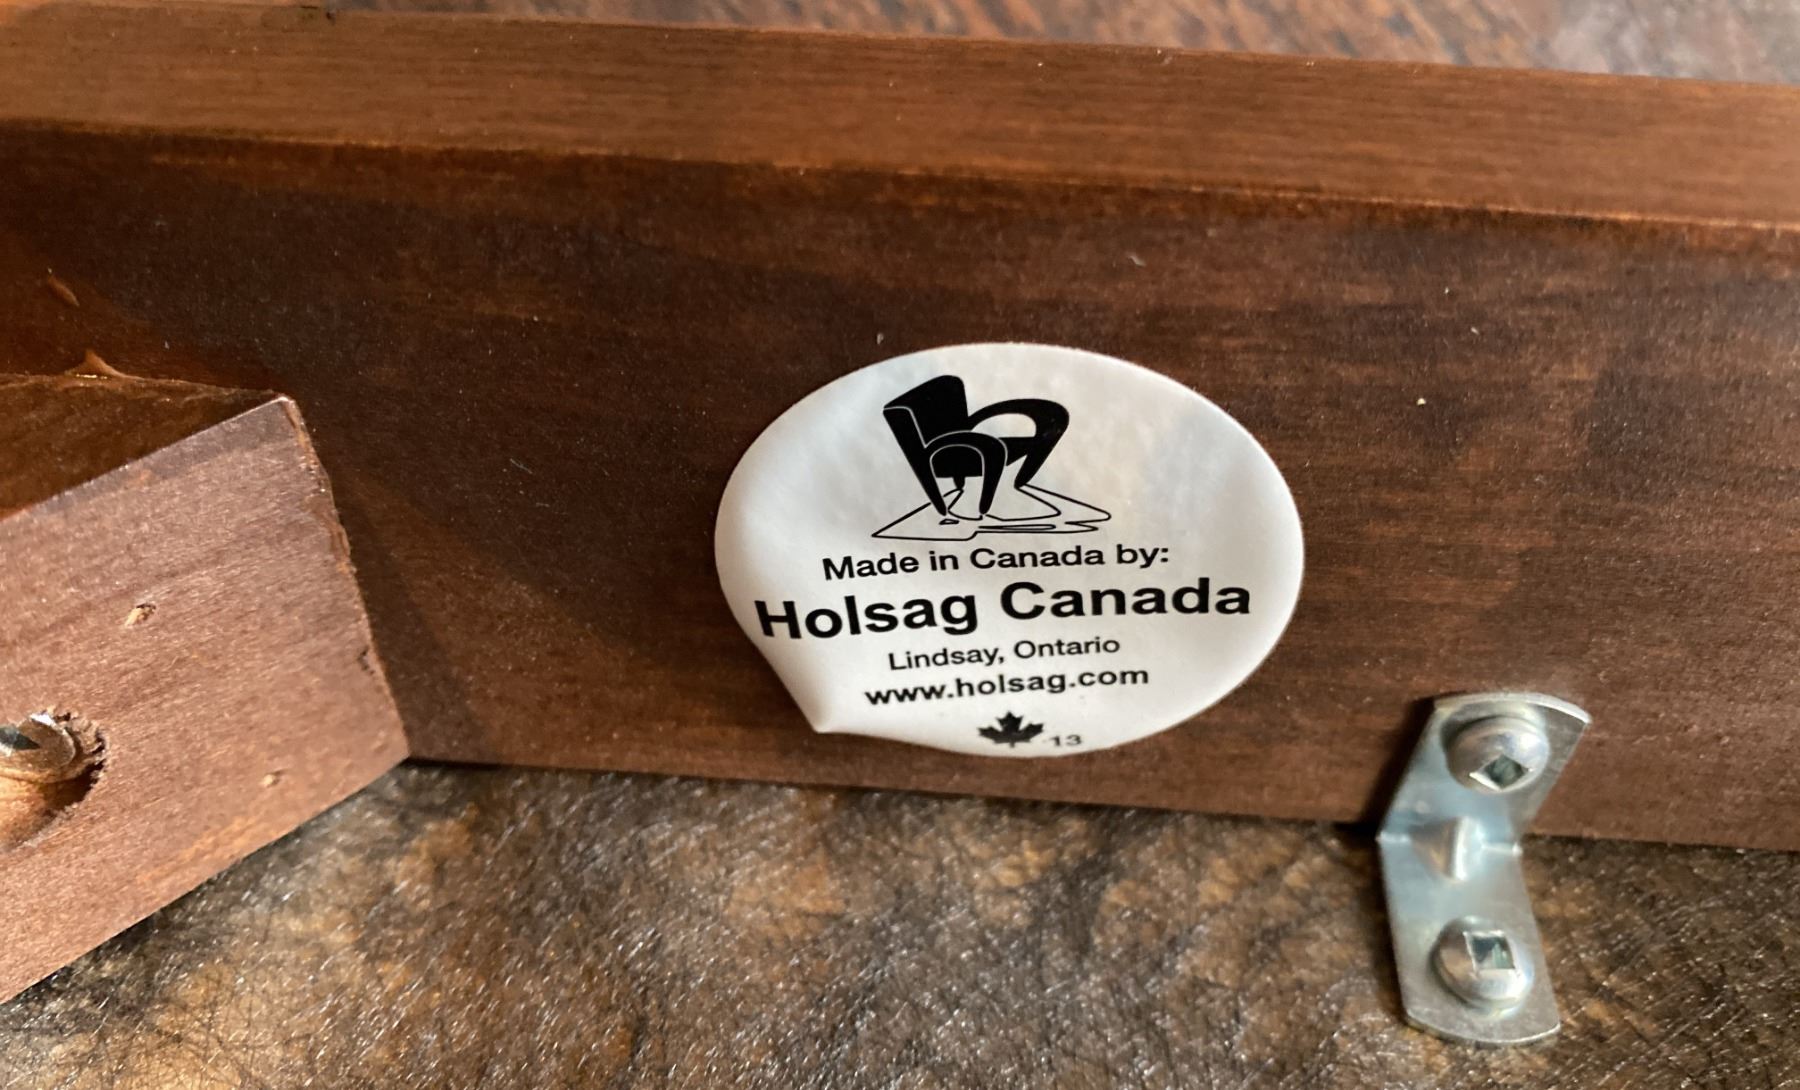 Made in Canada by:
Holsag Canada
Lindsay, Ontario
www.holsag.com
'13